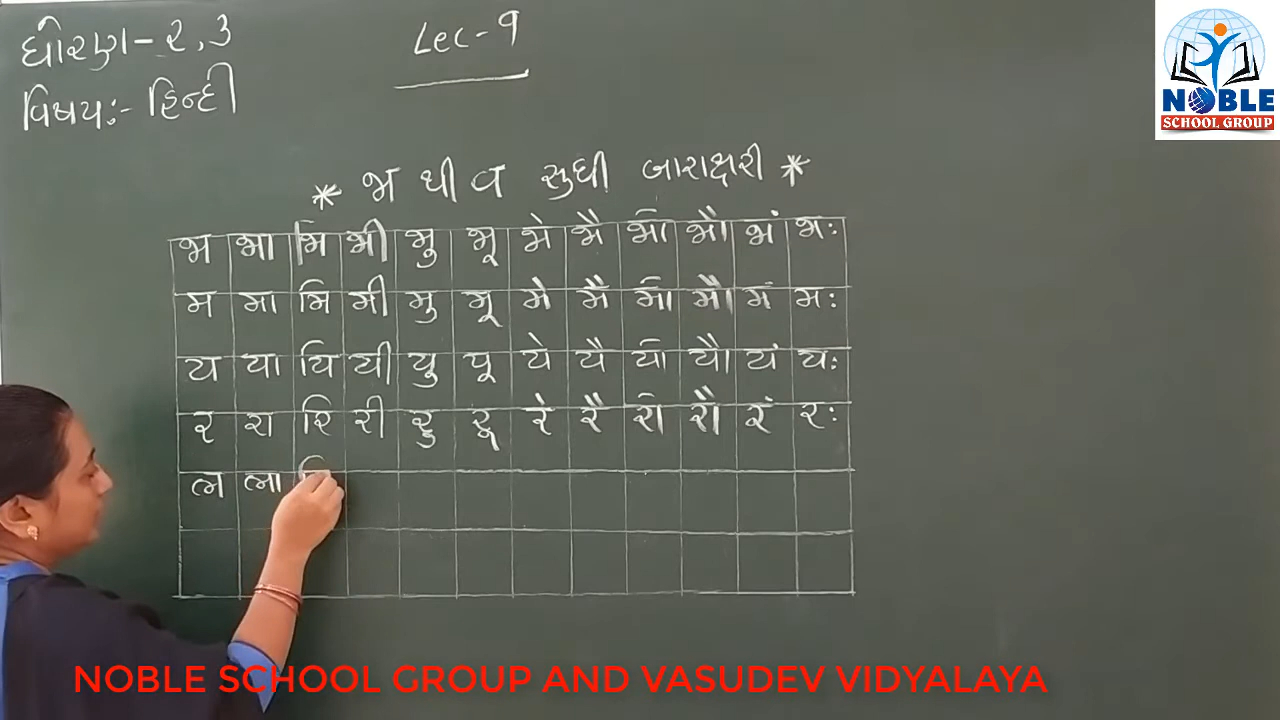 ધોરણ - ૨,૩
Lec - 9
વિષય :- હિન્દી
NOBLE
SCHOOL GROUP
* ભ થી વ સુધી બારાક્ષરી *
भ भा भि भी भु भू भे भै भो भौ भं भः
म मा मि मी मु मू मे मै मो मौ मं मः
य या यि यी यु यू ये यै यो यौ यं यः
र रा रि री रु रू रे रै रो रौ रं रः
ल ला
NOBLE SCHOOL GROUP AND VASUDEV VIDYALAYA